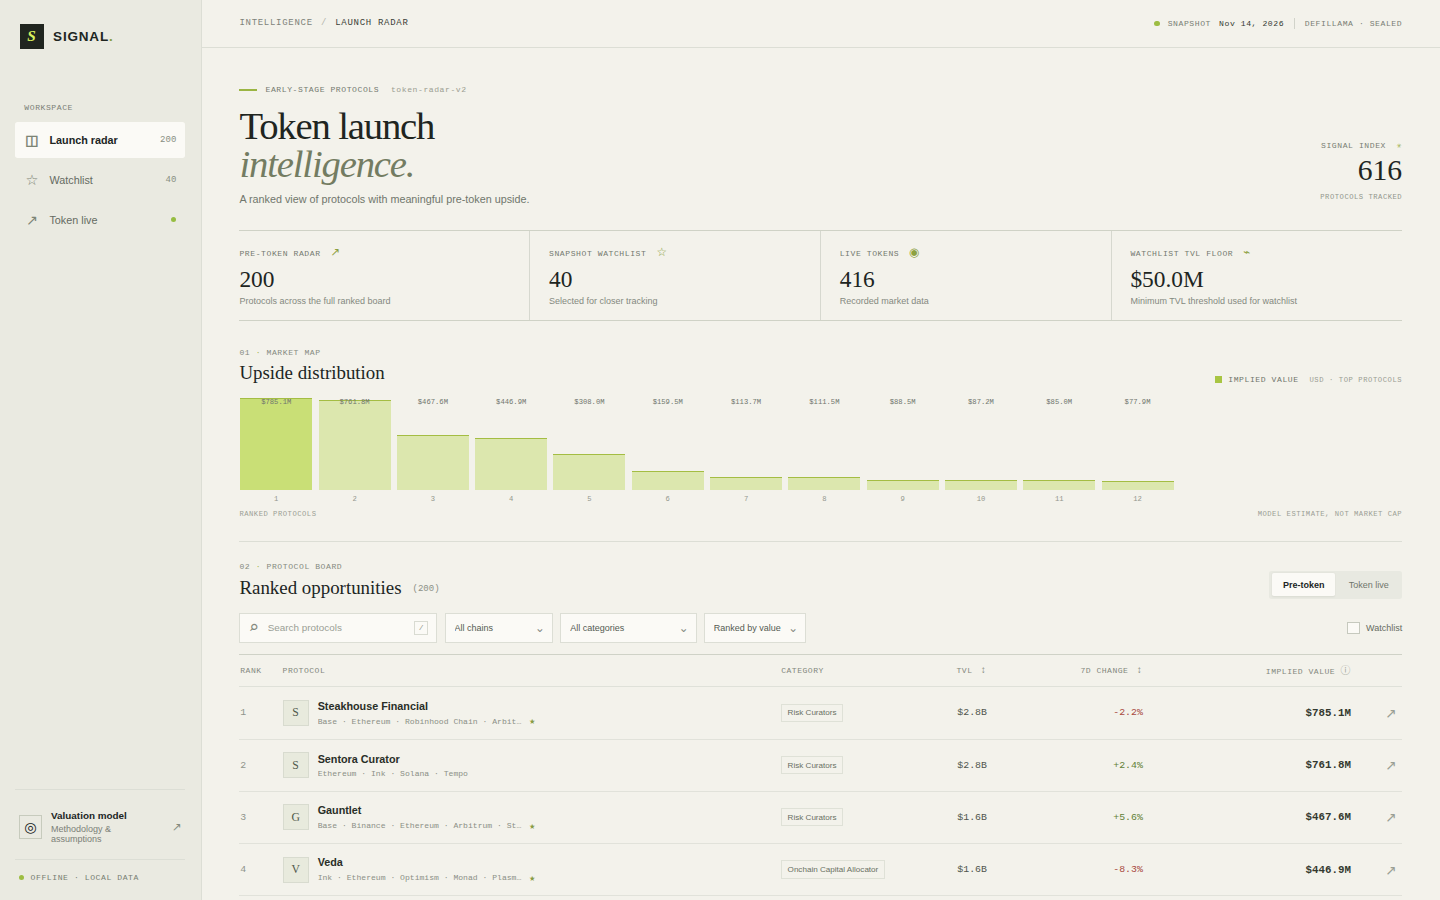 S SIGNAL.
WORKSPACE
Launch radar 200
Watchlist 40
Token live
Valuation model
Methodology &
assumptions
OFFLINE · LOCAL DATA
INTELLIGENCE / LAUNCH RADAR
SNAPSHOT Nov 14, 2026 DEFILLAMA · SEALED
EARLY-STAGE PROTOCOLS token-radar-v2
Token launch
intelligence.
A ranked view of protocols with meaningful pre-token upside.
SIGNAL INDEX
616
PROTOCOLS TRACKED
PRE-TOKEN RADAR
200
Protocols across the full ranked board
SNAPSHOT WATCHLIST
40
Selected for closer tracking
LIVE TOKENS
416
Recorded market data
WATCHLIST TVL FLOOR
$50.0M
Minimum TVL threshold used for watchlist
01 · MARKET MAP
Upside distribution
IMPLIED VALUE USD · TOP PROTOCOLS
$785.1M $761.8M $467.6M $446.9M $308.0M $159.5M $113.7M $111.5M $88.5M $87.2M $85.0M $77.9M
1 2 3 4 5 6 7 8 9 10 11 12
RANKED PROTOCOLS MODEL ESTIMATE, NOT MARKET CAP
02 · PROTOCOL BOARD
Ranked opportunities (200)
Pre-token Token live
Search protocols / All chains All categories Ranked by value Watchlist
RANK PROTOCOL CATEGORY TVL ↕ 7D CHANGE ↕ IMPLIED VALUE ⓘ
1 S Steakhouse Financial Risk Curators $2.8B -2.2% $785.1M ↗
Base · Ethereum · Robinhood Chain · Arbit… ★
2 S Sentora Curator Risk Curators $2.8B +2.4% $761.8M ↗
Ethereum · Ink · Solana · Tempo
3 G Gauntlet Risk Curators $1.6B +5.6% $467.6M ↗
Base · Binance · Ethereum · Arbitrum · St… ★
4 V Veda Onchain Capital Allocator $1.6B -8.3% $446.9M ↗
Ink · Ethereum · Optimism · Monad · Plasm… ★